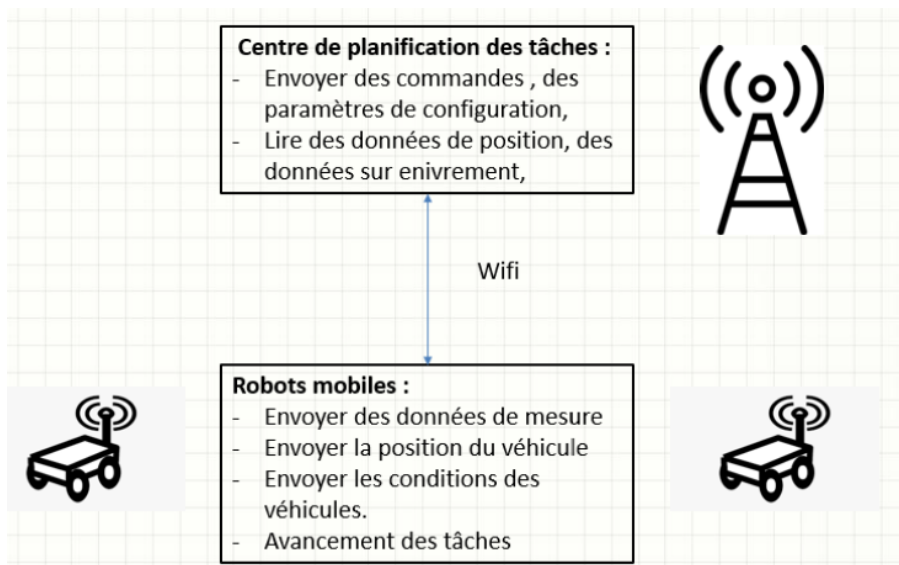 Centre de planification des tâches :
- Envoyer des commandes , des
paramètres de configuration,
- Lire des données de position, des
données sur enivrement,
Wifi
Robots mobiles :
- Envoyer des données de mesure
- Envoyer la position du véhicule
- Envoyer les conditions des
véhicules.
- Avancement des tâches